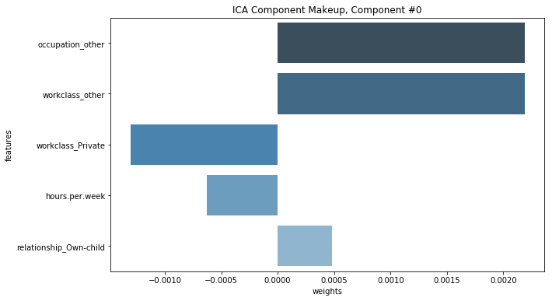 ICA Component Makeup, Component #0
occupation_other
workclass_other
workclass_Private
hours.per.week
relationship_Own-child
features
-0.0010 -0.0005 0.0000 0.0005 0.0010 0.0015 0.0020
weights